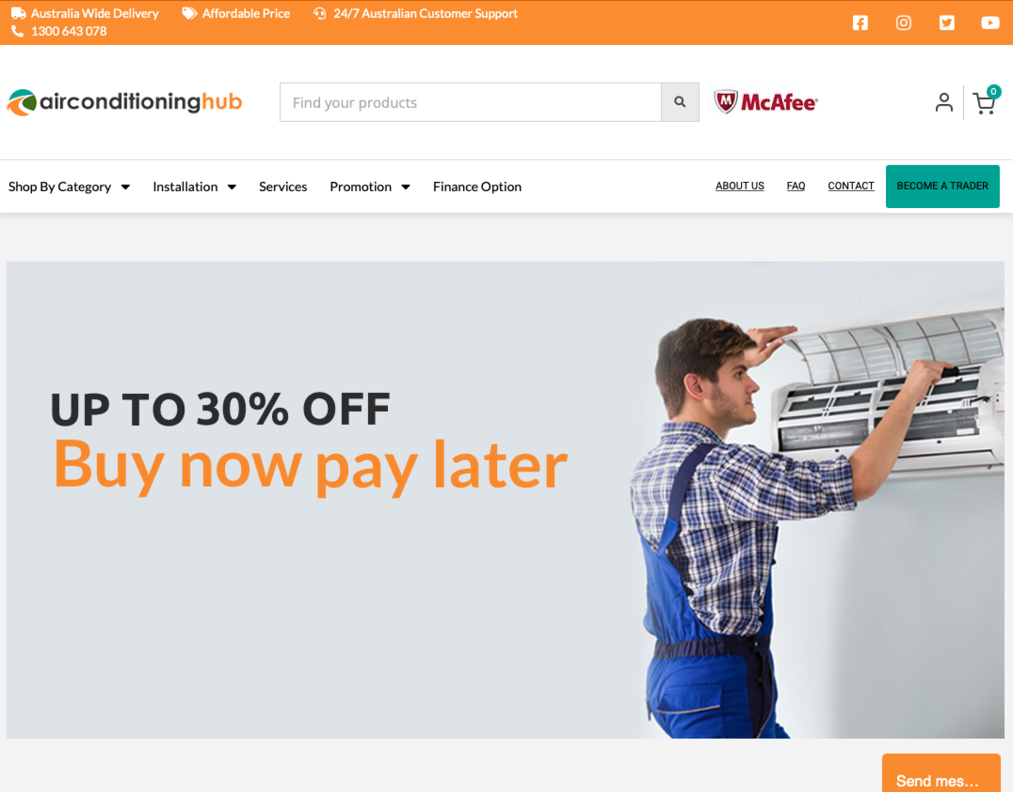 Australia Wide Delivery
Affordable Price
24/7 Australian Customer Support
1300 643 078
airconditioninghub
Find your products
McAfee
0
Shop By Category
Installation
Services
Promotion
Finance Option
ABOUT US
FAQ
CONTACT
BECOME A TRADER
UP TO 30% OFF
Buy now pay later
Send mes...